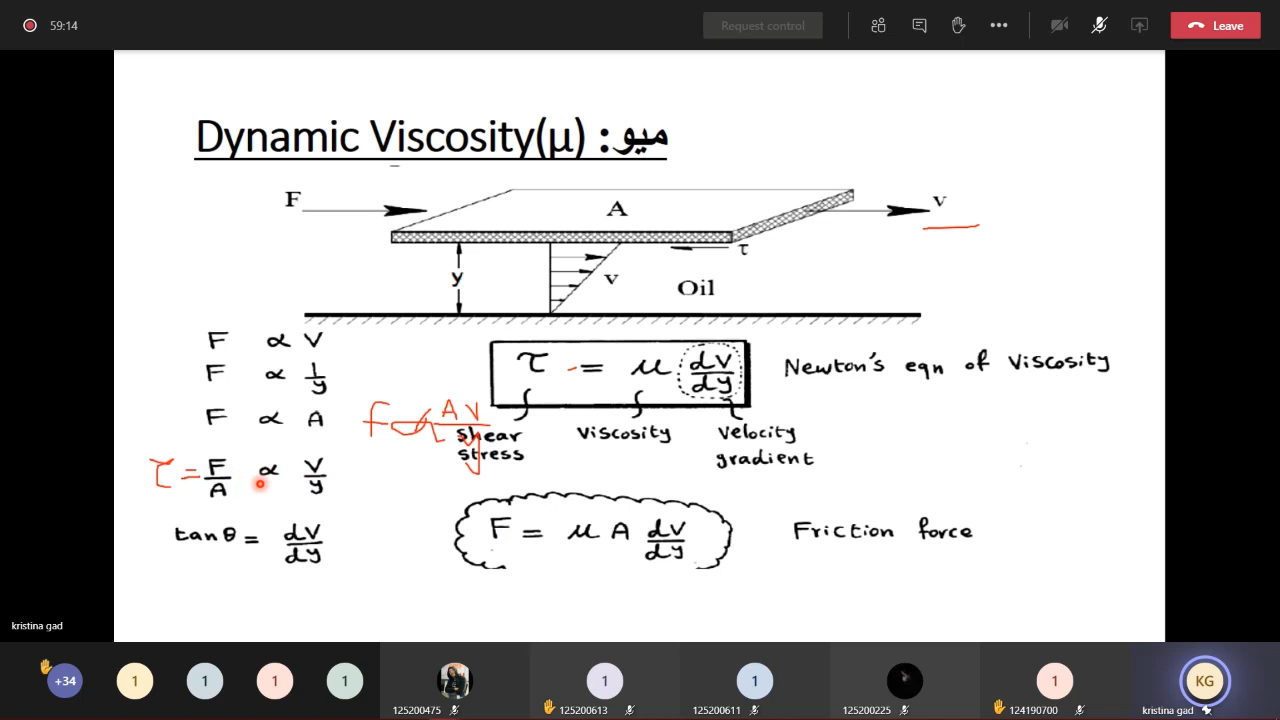 59:14
Request control
Leave
Dynamic Viscosity(μ) : ميو
F
A
v
τ
y
v
Oil
F ∝ V
F ∝ 1/y
F ∝ A
f ∝ A V / y
τ = F/A ∝ V/y
tan θ = dV/dy
τ = μ dV/dy
Newton's eqn of Viscosity
shear stress
viscosity
velocity gradient
F = μ A dV/dy
Friction force
kristina gad
+34
1
1
1
1
125200475
1
125200613
1
125200611
125200225
1
124190700
KG
kristina gad